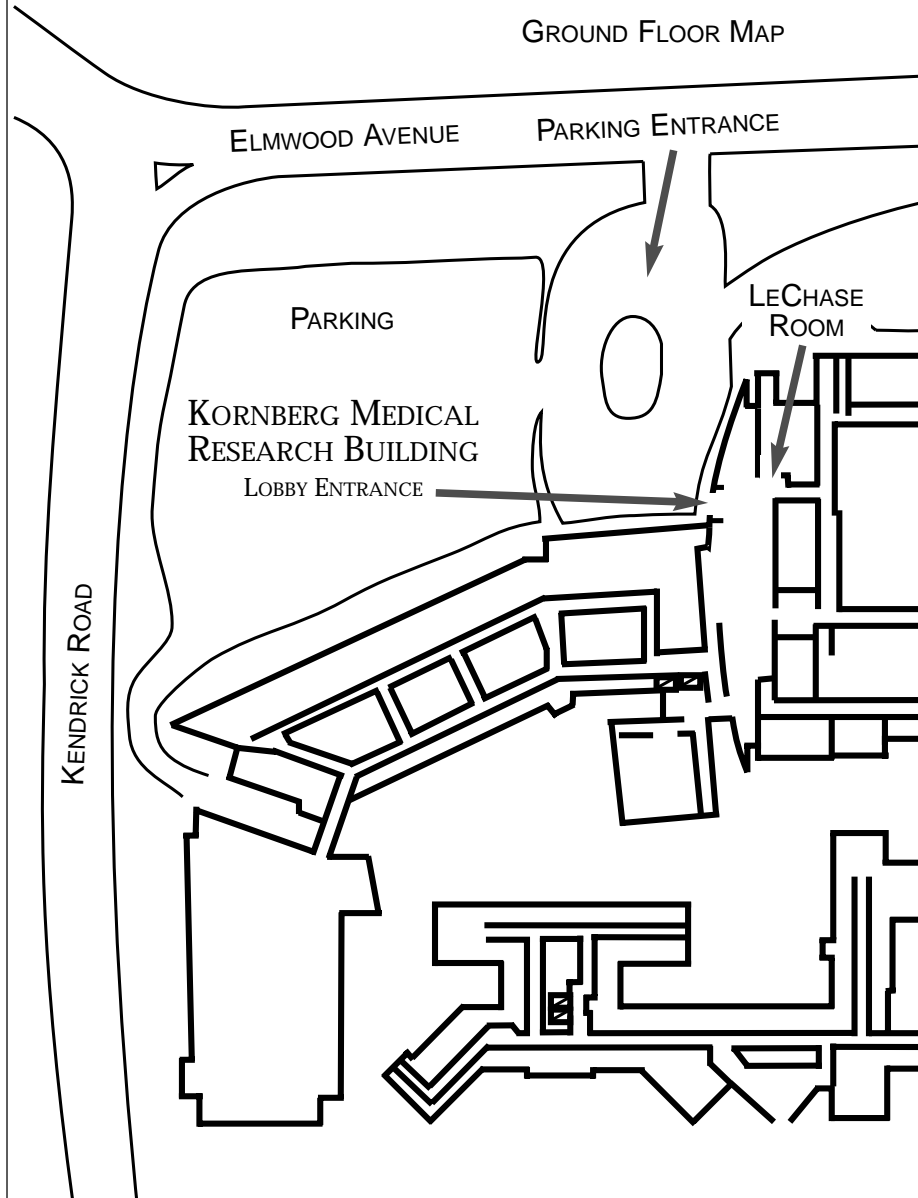 GROUND FLOOR MAP
ELMWOOD AVENUE
PARKING ENTRANCE
LECHASE
ROOM
PARKING
KORNBERG MEDICAL
RESEARCH BUILDING
LOBBY ENTRANCE
KENDRICK ROAD